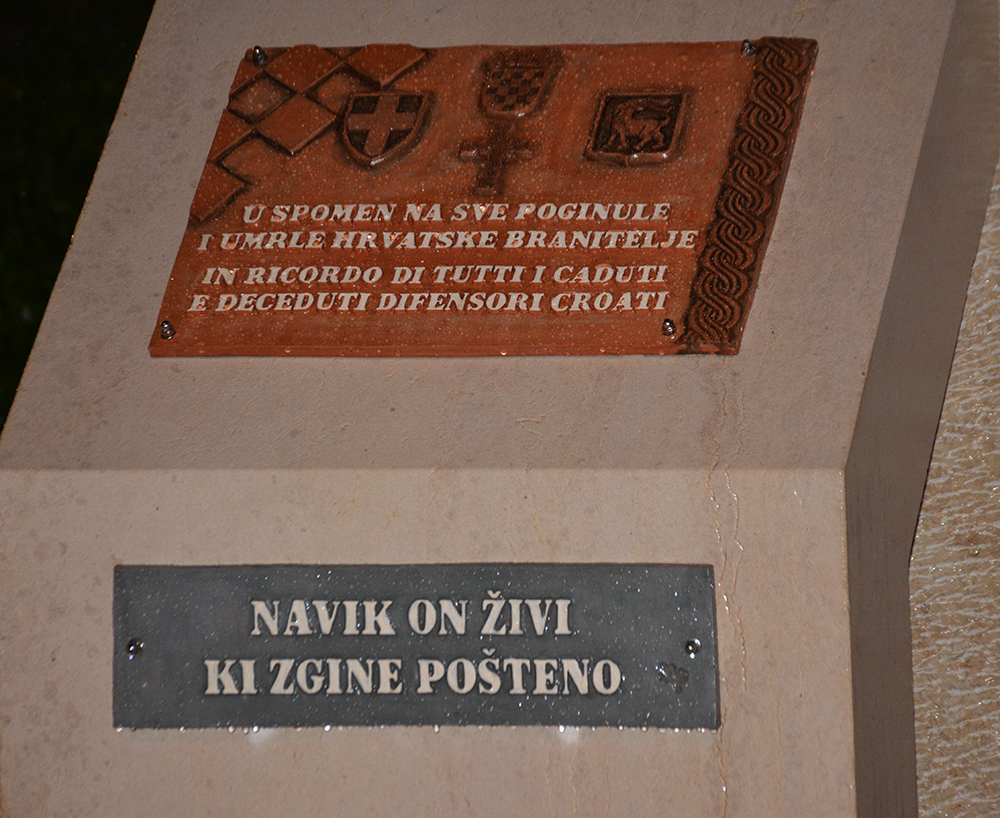 U SPOMEN NA SVE POGINULE
I UMRLE HRVATSKE BRANITELJE
IN RICORDO DI TUTTI I CADUTI
E DECEDUTI DIFENSORI CROATI
NAVIK ON ŽIVI
KI ZGINE POŠTENO